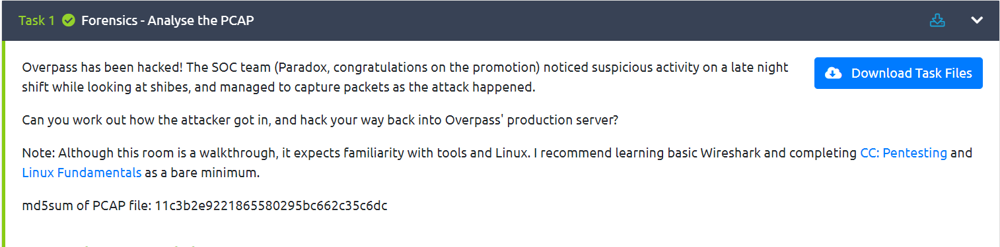 Task 1 Forensics - Analyse the PCAP
Overpass has been hacked! The SOC team (Paradox, congratulations on the promotion) noticed suspicious activity on a late night
shift while looking at shibes, and managed to capture packets as the attack happened.
Download Task Files
Can you work out how the attacker got in, and hack your way back into Overpass' production server?
Note: Although this room is a walkthrough, it expects familiarity with tools and Linux. I recommend learning basic Wireshark and completing CC: Pentesting and
Linux Fundamentals as a bare minimum.
md5sum of PCAP file: 11c3b2e9221865580295bc662c35c6dc